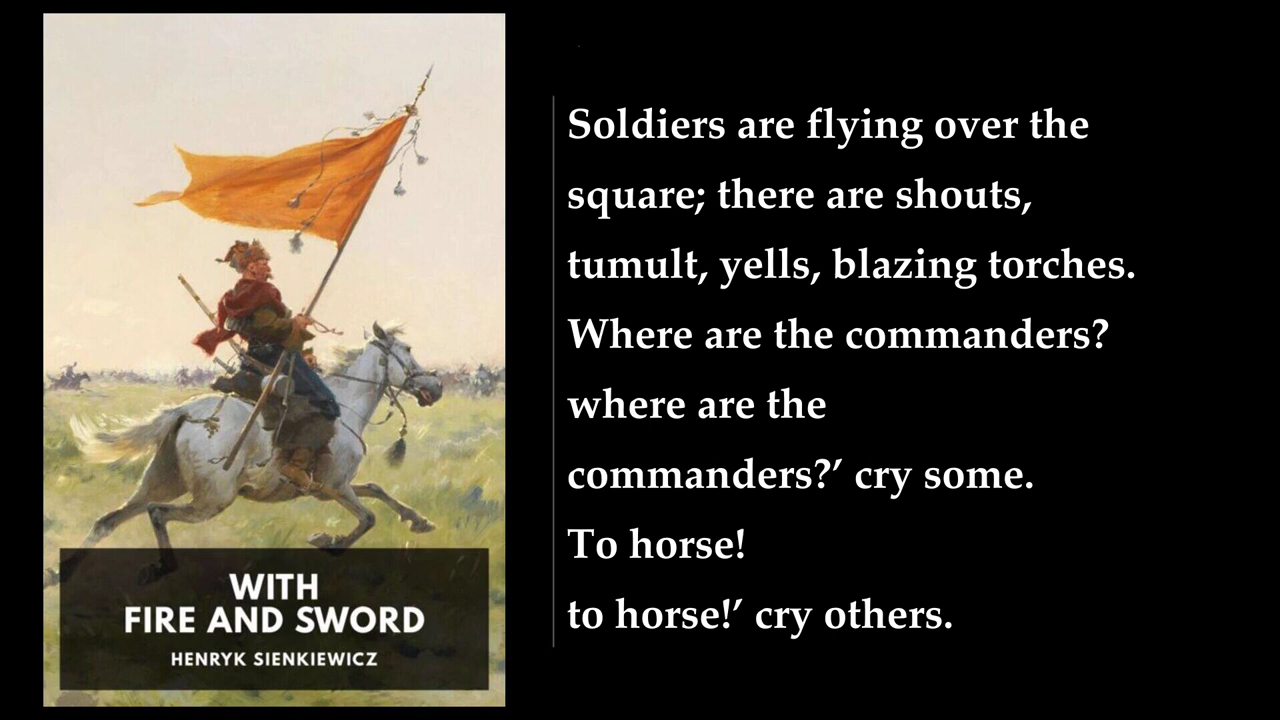 WITH
FIRE AND SWORD
HENRYK SIENKIEWICZ
Soldiers are flying over the
square; there are shouts,
tumult, yells, blazing torches.
Where are the commanders?
where are the
commanders?’ cry some.
To horse!
to horse!’ cry others.